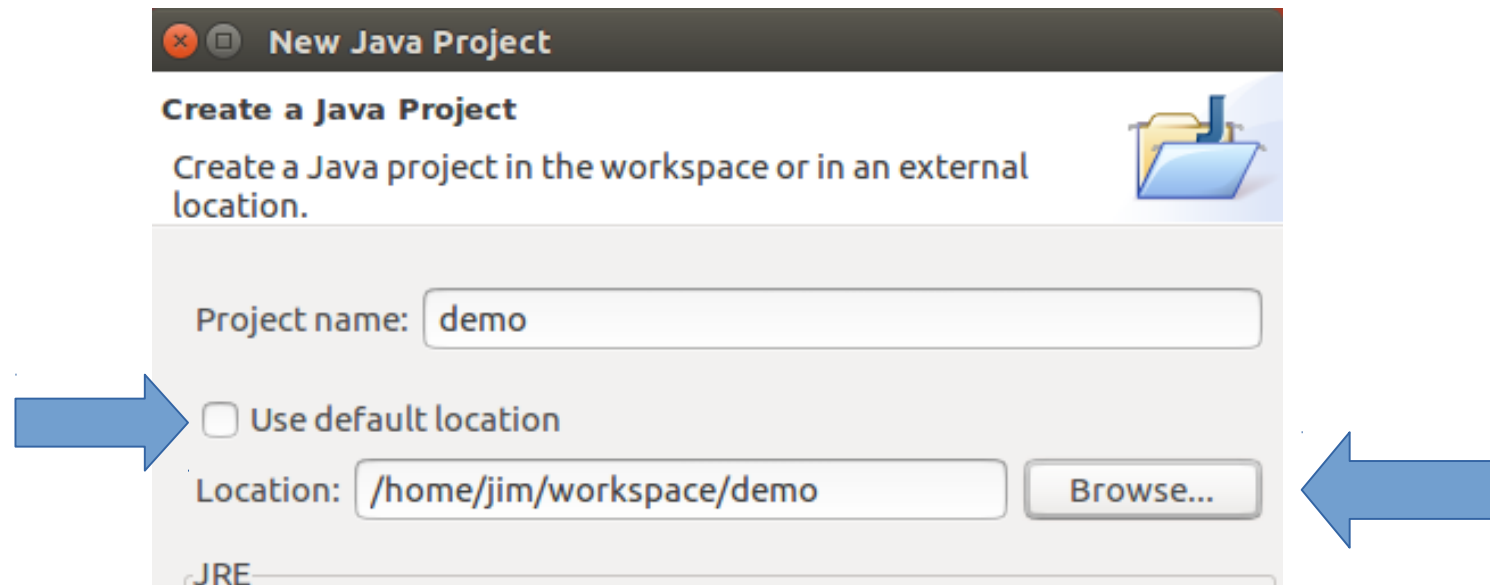 New Java Project
Create a Java Project
Create a Java project in the workspace or in an external
location.
Project name: demo
Use default location
Location: /home/jim/workspace/demo Browse...
JRE